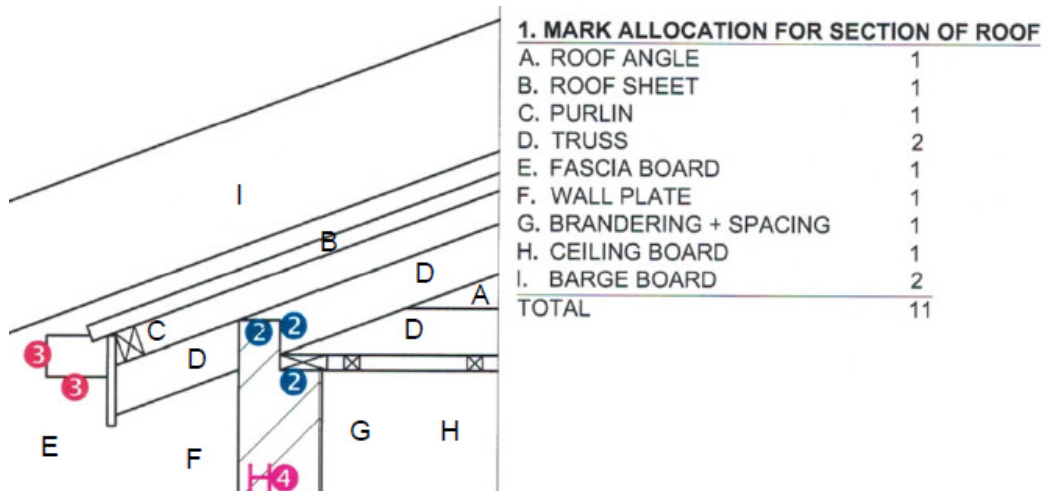 1. MARK ALLOCATION FOR SECTION OF ROOF
A. ROOF ANGLE 1
B. ROOF SHEET 1
C. PURLIN 1
D. TRUSS 2
E. FASCIA BOARD 1
F. WALL PLATE 1
G. BRANDERING + SPACING 1
H. CEILING BOARD 1
I. BARGE BOARD 2
TOTAL 11
I
B
D
A
C
2 2
D
3
D
2
3
E
F
G
H
4